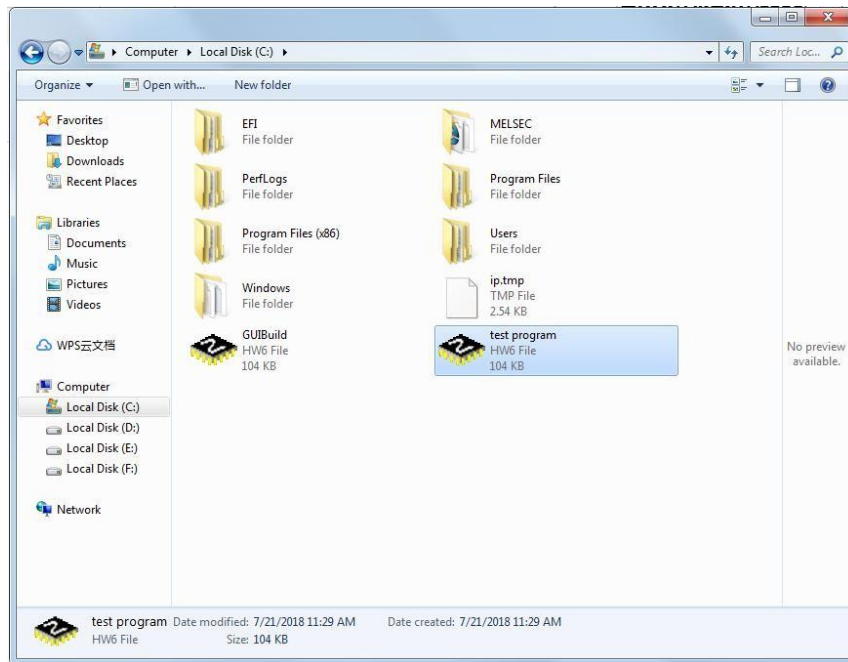 Computer ▸ Local Disk (C:) ▸
Search Loc...
Organize
Open with...
New folder
Favorites
Desktop
Downloads
Recent Places
Libraries
Documents
Music
Pictures
Videos
WPS云文档
Computer
Local Disk (C:)
Local Disk (D:)
Local Disk (E:)
Local Disk (F:)
Network
EFI
File folder
MELSEC
File folder
PerfLogs
File folder
Program Files
File folder
Program Files (x86)
File folder
Users
File folder
Windows
File folder
ip.tmp
TMP File
2.54 KB
GUIBuild
HW6 File
104 KB
test program
HW6 File
104 KB
No preview
available.
test program Date modified: 7/21/2018 11:29 AM Date created: 7/21/2018 11:29 AM
HW6 File Size: 104 KB